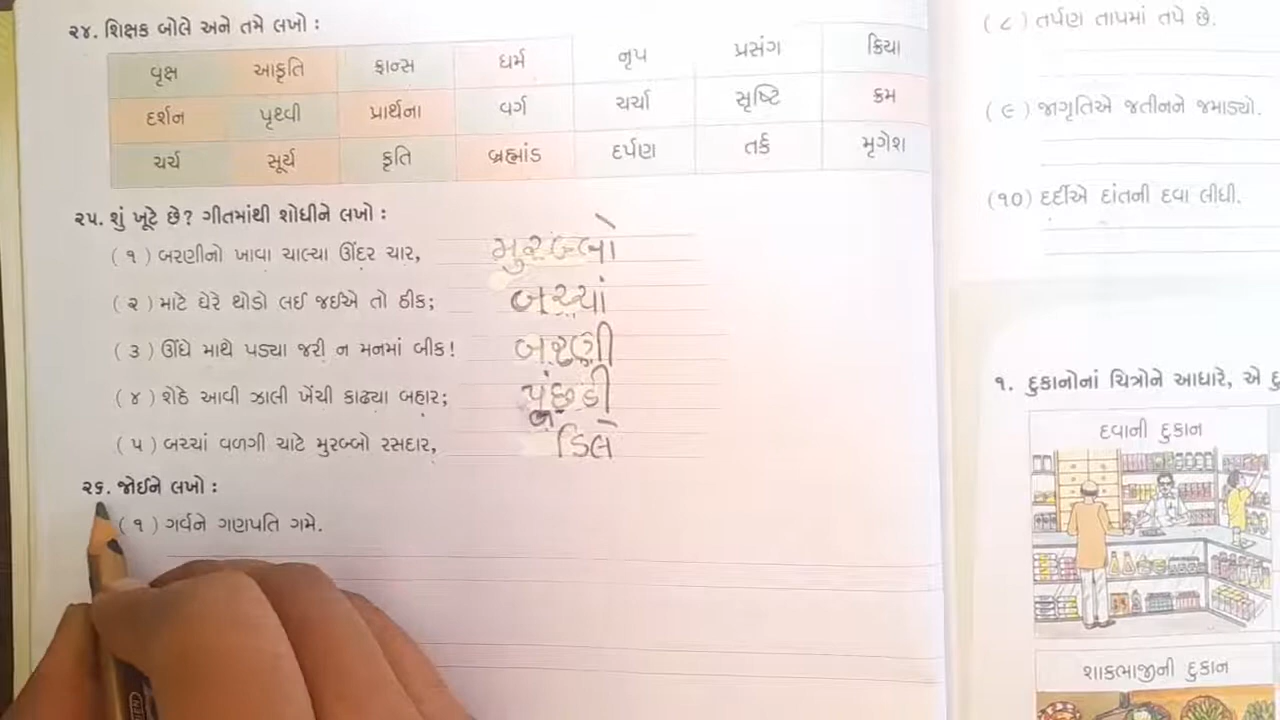 ૨૪. શિક્ષક બોલે અને તમે લખો :
વૃક્ષ આકૃતિ ફ્રાન્સ ધર્મ નૃપ પ્રસંગ ક્રિયા
દર્શન પૃથ્વી પ્રાર્થના વર્ગ ચર્ચા સૃષ્ટિ ક્રમ
ચર્ચ સૂર્ય કૃતિ બ્રહ્માંડ દર્પણ તર્ક મૃગેશ
૨૫. શું ખૂટે છે? ગીતમાંથી શોધીને લખો :
( ૧ ) બરણીનો ખાવા ચાલ્યા ઊંદર ચાર, મુરબ્બો
( ૨ ) માટે ઘેરે થોડો લઈ જઈએ તો ઠીક; બચ્ચાં
( ૩ ) ઊંધે માથે પડ્યા જરી ન મનમાં બીક! બરણી
( ૪ ) શેઠે આવી ઝાલી ખેંચી કાઢ્યા બહાર; પૂંછડી
( ૫ ) બચ્ચાં વળગી ચાટે મુરબ્બો રસદાર, ડિલે
૨૬. જોઈને લખો :
( ૧ ) ગર્વને ગણપતિ ગમે.
( ૮ ) તર્પણ તાપમાં તપે છે.
( ૯ ) જાગૃતિએ જતીનને જમાડ્યો.
(૧૦) દર્દીએ દાંતની દવા લીધી.
૧. દુકાનોનાં ચિત્રોને આધારે, એ
દવાની દુકાન
શાકભાજીની દુકાન